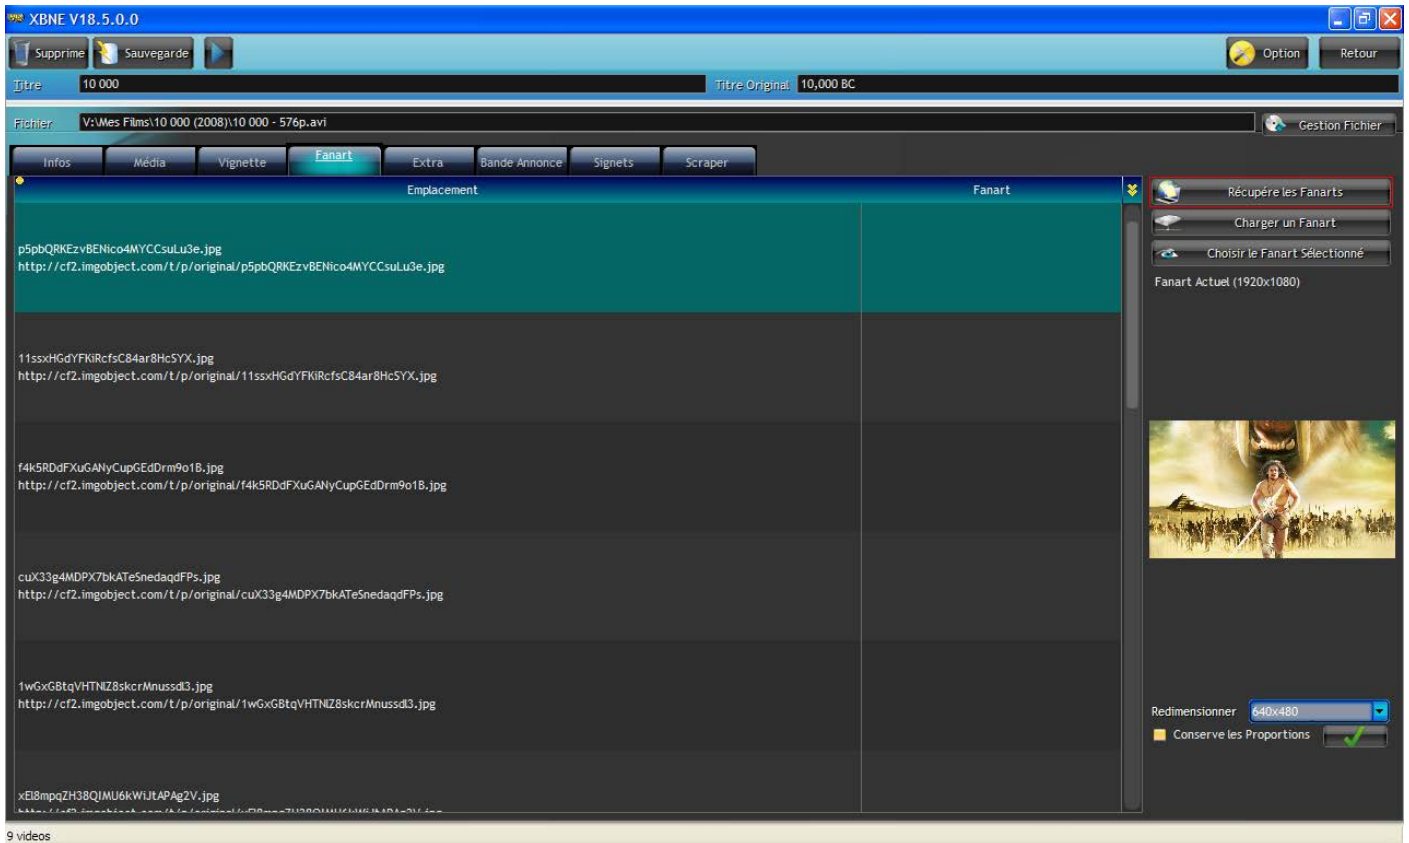 XBNE V18.5.0.0
Supprime Sauvegarde Option Retour
Titre 10 000 Titre Original 10,000 BC
Fichier V:\Mes Films\10 000 (2008)\10 000 - 576p.avi Gestion Fichier
Infos Média Vignette Fanart Extra Bande Annonce Signets Scraper
Emplacement Fanart
Récupére les Fanarts
Charger un Fanart
Choisir le Fanart Sélectionné
Fanart Actuel (1920x1080)
p5pbQRKEzvBENico4MYCCsuLu3e.jpg
http://cf2.imgobject.com/t/p/original/p5pbQRKEzvBENico4MYCCsuLu3e.jpg
11ssxHGdYFKiRcfsC84ar8HcSYX.jpg
http://cf2.imgobject.com/t/p/original/11ssxHGdYFKiRcfsC84ar8HcSYX.jpg
f4k5RDdFXuGANyCupGEdDrm9o1B.jpg
http://cf2.imgobject.com/t/p/original/f4k5RDdFXuGANyCupGEdDrm9o1B.jpg
cuX33g4MDPX7bkATeSnedaqdFPs.jpg
http://cf2.imgobject.com/t/p/original/cuX33g4MDPX7bkATeSnedaqdFPs.jpg
1wGxGBtqVHTNlZ8skcrMnussdl3.jpg
http://cf2.imgobject.com/t/p/original/1wGxGBtqVHTNlZ8skcrMnussdl3.jpg
xEl8mpqZH38QIMU6kWiJtAPAg2V.jpg
Redimensionner 640x480
Conserve les Proportions
9 videos